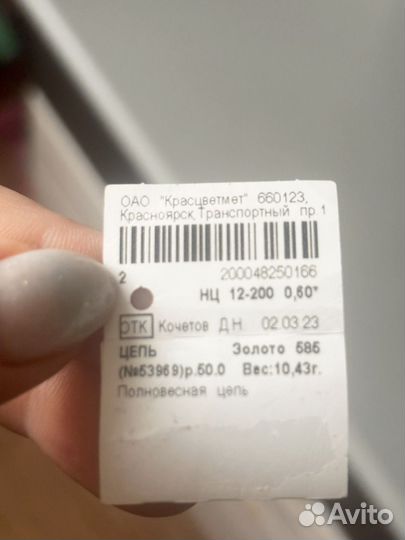 ОАО "Красцветмет" 660123,
Красноярск,Транспортный пр.1
2 200048250166
НЦ 12-200 0,60*
ОТК Кочетов Д Н 02.03.23
ЦЕПЬ Золото 585
(№53969)р.50.0 Вес:10,43г.
Полновесная цепь
Avito